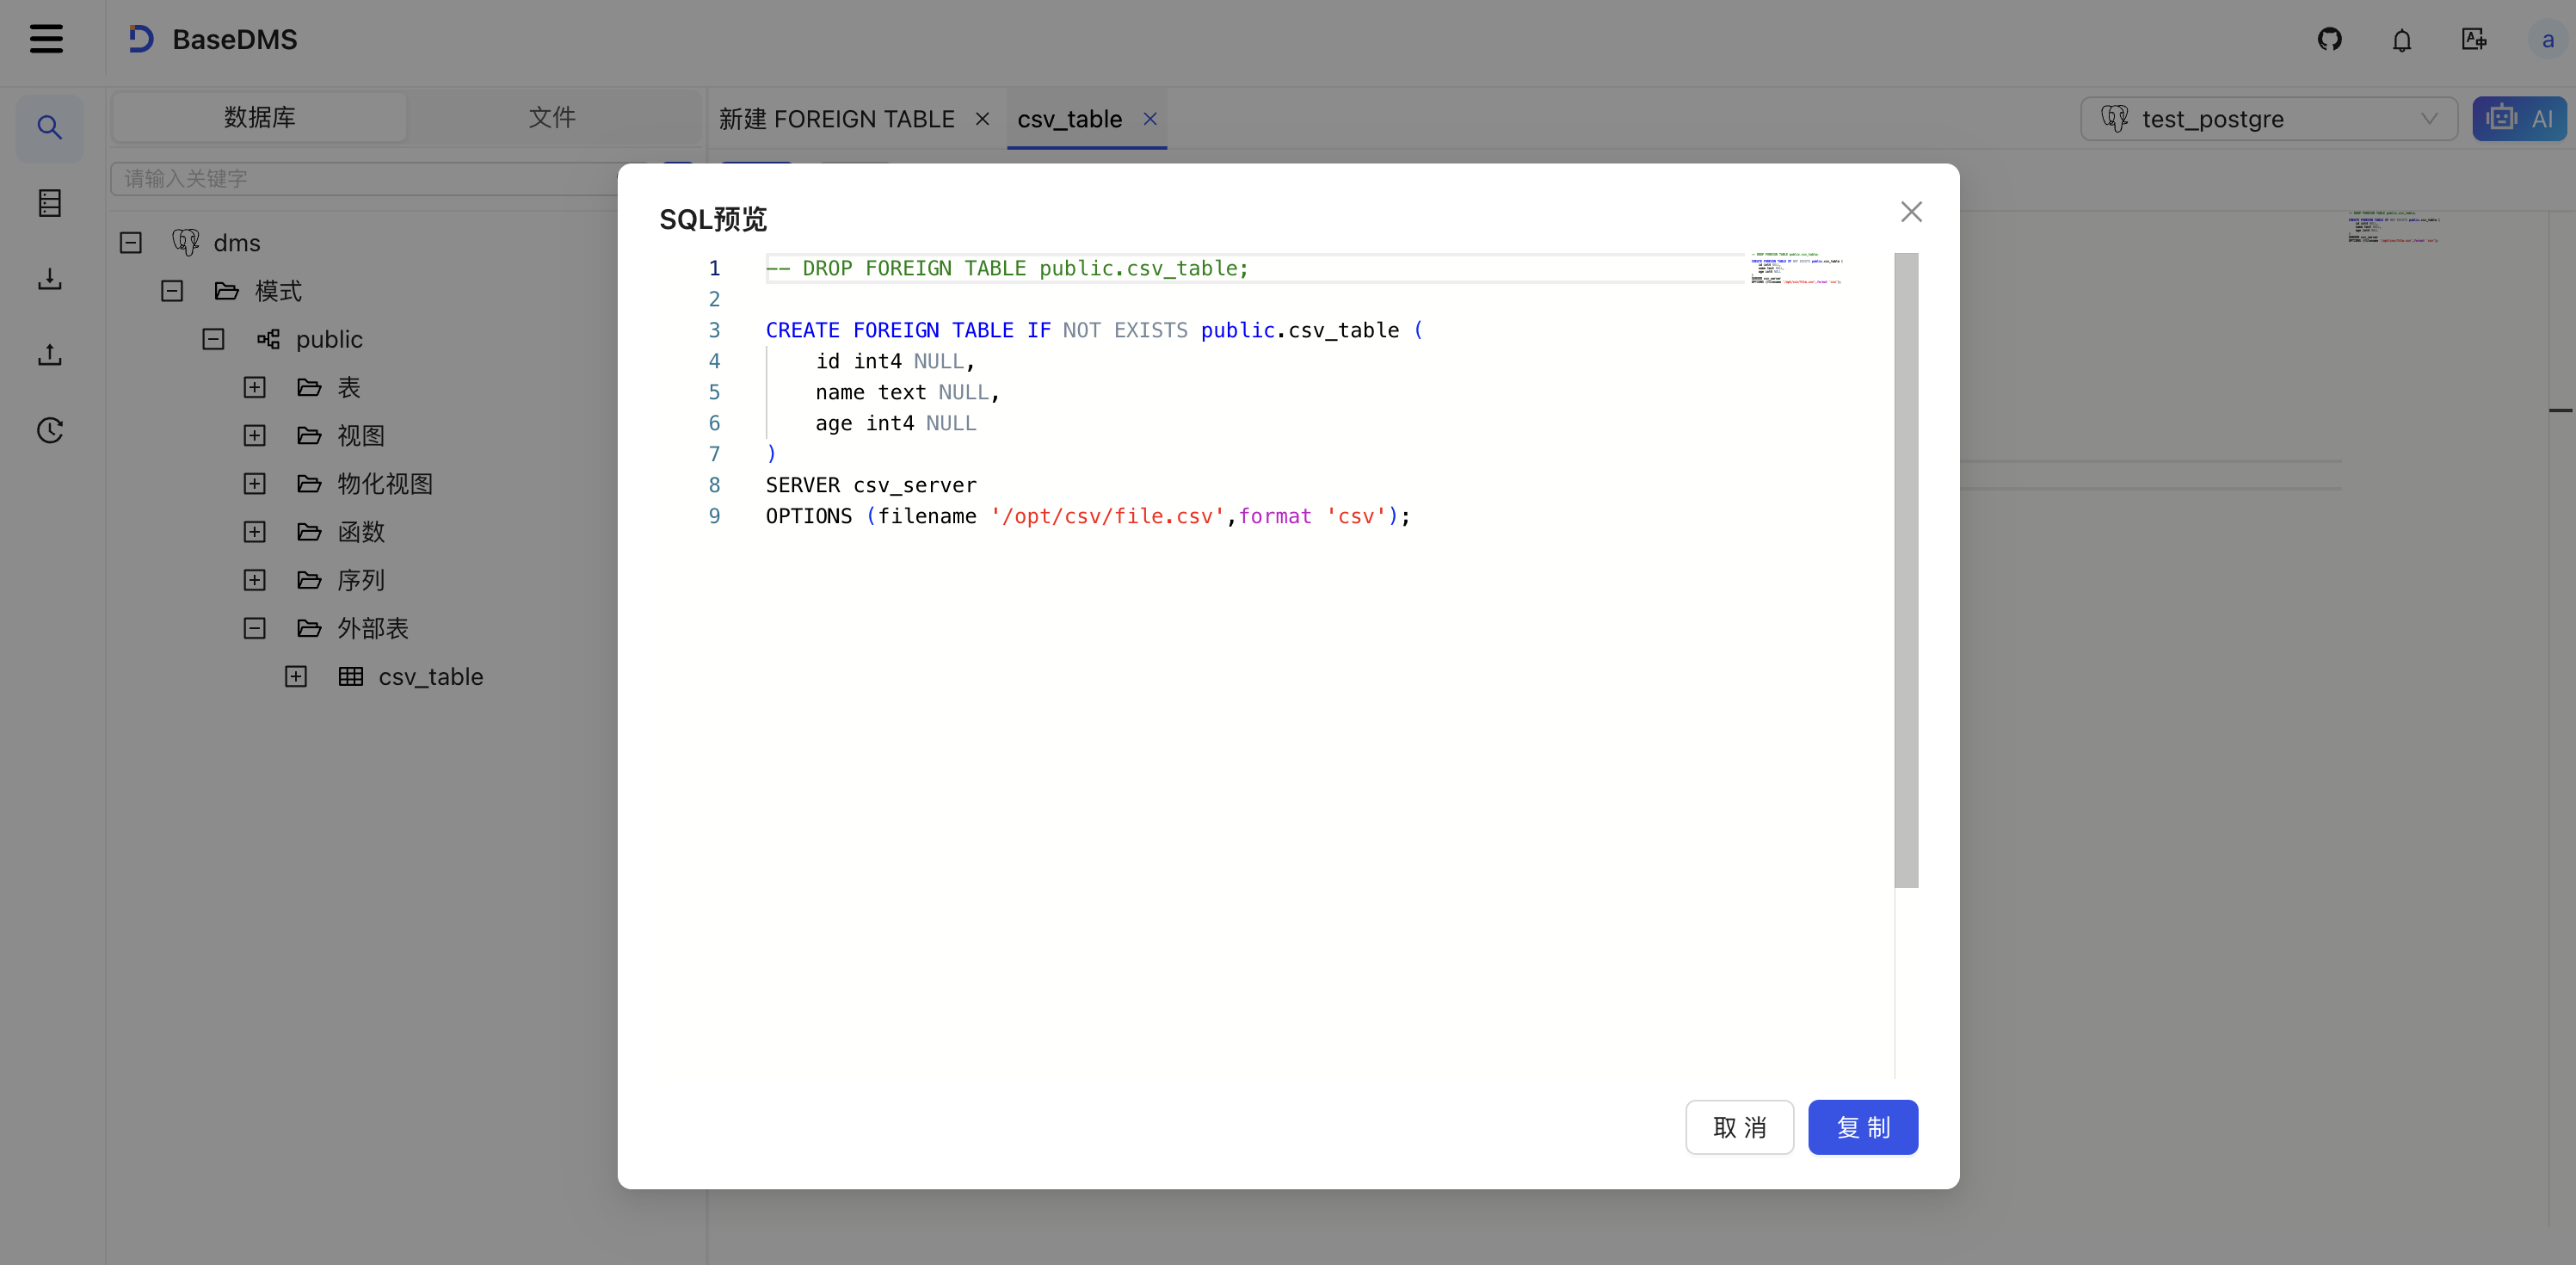 BaseDMS
a
数据库
文件
新建 FOREIGN TABLE
csv_table
test_postgre
AI
请输入关键字
dms
模式
public
表
视图
物化视图
函数
序列
外部表
csv_table
SQL预览
1 -- DROP FOREIGN TABLE public.csv_table;
2
3 CREATE FOREIGN TABLE IF NOT EXISTS public.csv_table (
4 id int4 NULL,
5 name text NULL,
6 age int4 NULL
7 )
8 SERVER csv_server
9 OPTIONS (filename '/opt/csv/file.csv',format 'csv');
取 消
复 制